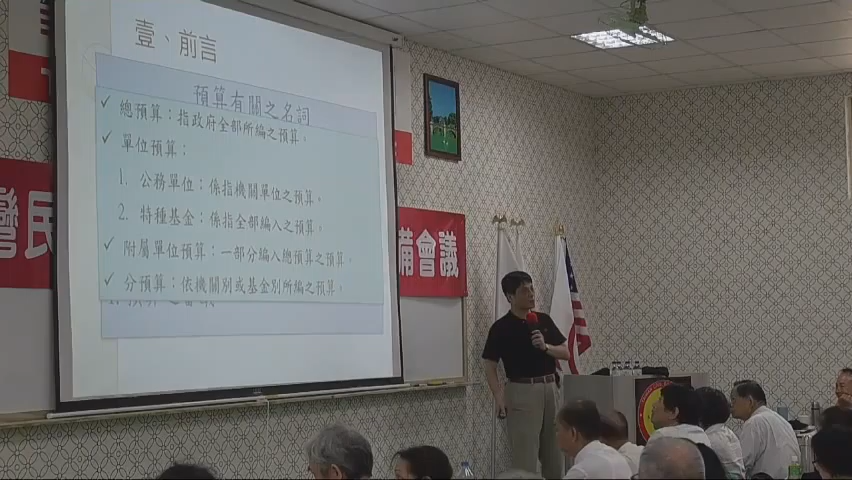 壹、前言
預算有關之名詞
✓ 總預算：指政府全部所編之預算。
✓ 單位預算：
1. 公務單位：係指機關單位之預算。
2. 特種基金：係指全部編入之預算。
✓ 附屬單位預算：一部分編入總預算之預算。
✓ 分預算：依機關別或基金別所編之預算。
灣民
備會議